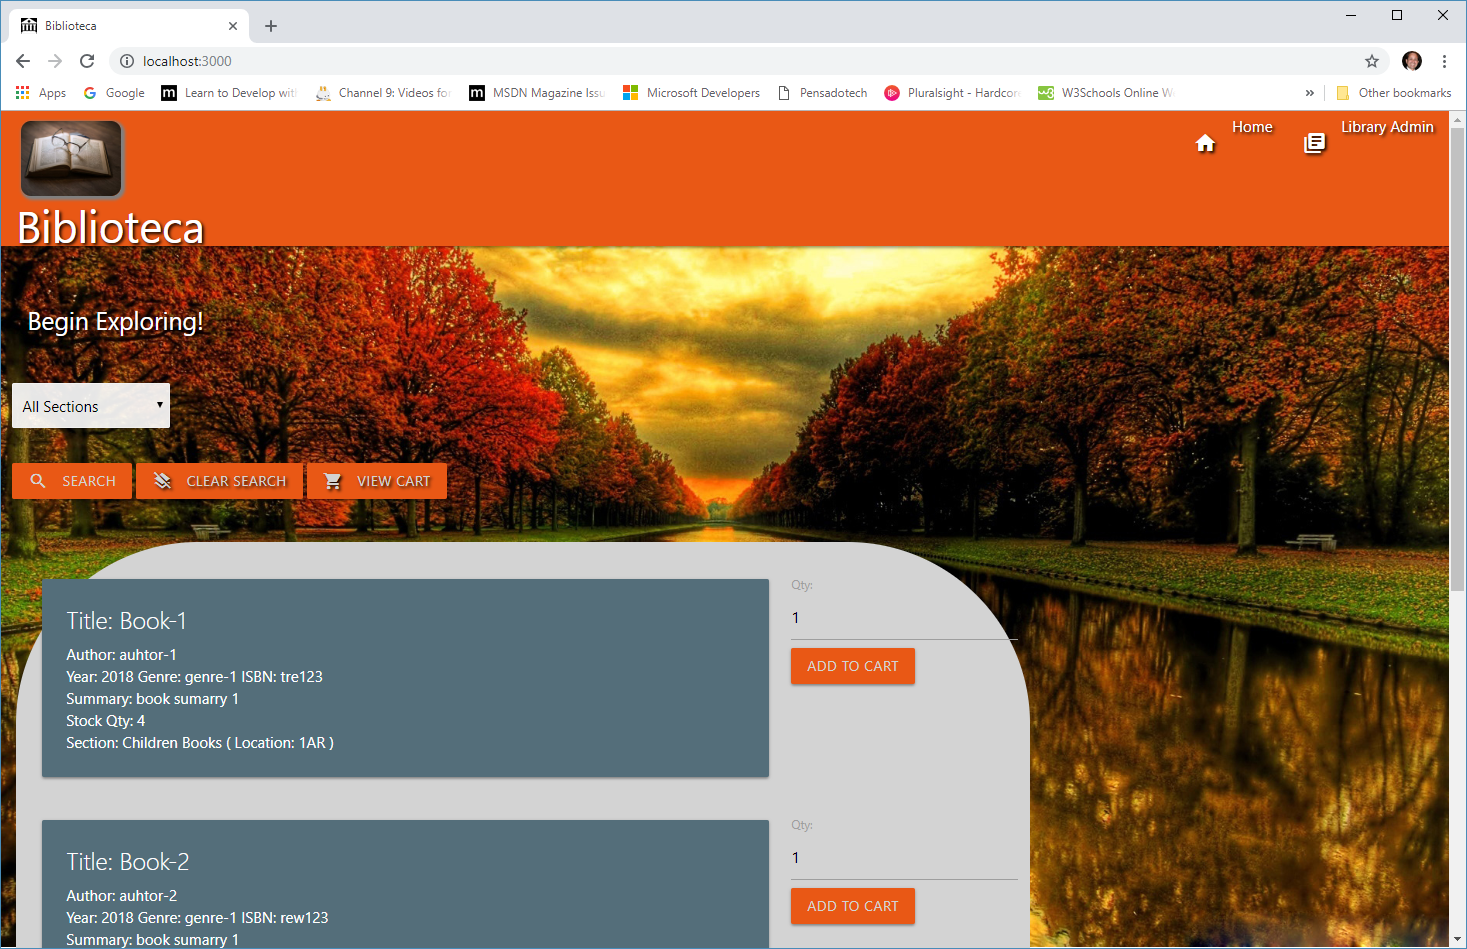 Biblioteca
localhost:3000
Apps Google Learn to Develop with Channel 9: Videos for MSDN Magazine Issu Microsoft Developers Pensadotech Pluralsight - Hardcore W3Schools Online W » Other bookmarks
Home Library Admin
Biblioteca
Begin Exploring!
All Sections
SEARCH CLEAR SEARCH VIEW CART
Title: Book-1
Author: auhtor-1
Year: 2018 Genre: genre-1 ISBN: tre123
Summary: book sumarry 1
Stock Qty: 4
Section: Children Books ( Location: 1AR )
Qty:
1
ADD TO CART
Title: Book-2
Author: auhtor-2
Year: 2018 Genre: genre-1 ISBN: rew123
Summary: book sumarry 1
Qty:
1
ADD TO CART